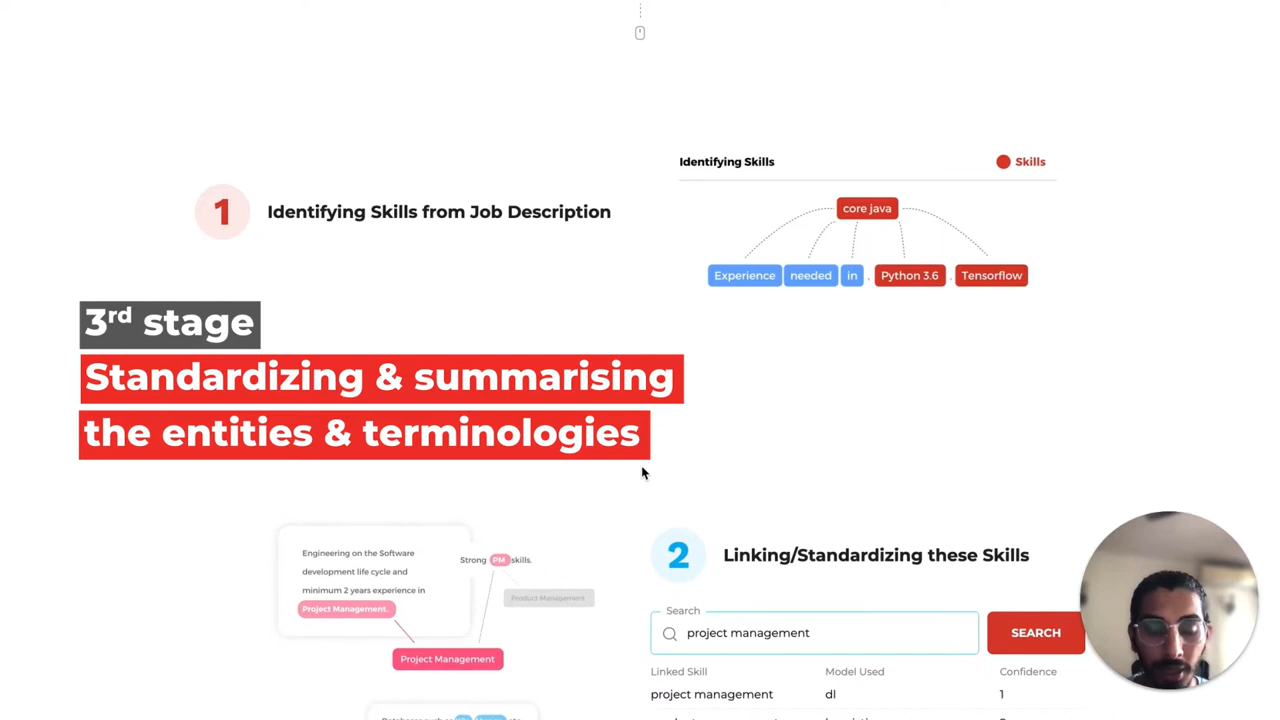 Identifying Skills
Skills
1
Identifying Skills from Job Description
core java
Experience needed in , Python 3.6 , Tensorflow
3rd stage
Standardizing & summarising
the entities & terminologies
Engineering on the Software
development life cycle and
minimum 2 years experience in
Project Management.
Strong PM skills.
Product Management
Project Management
2
Linking/Standardizing these Skills
Search
project management
SEARCH
Linked Skill Model Used Confidence
project management dl 1